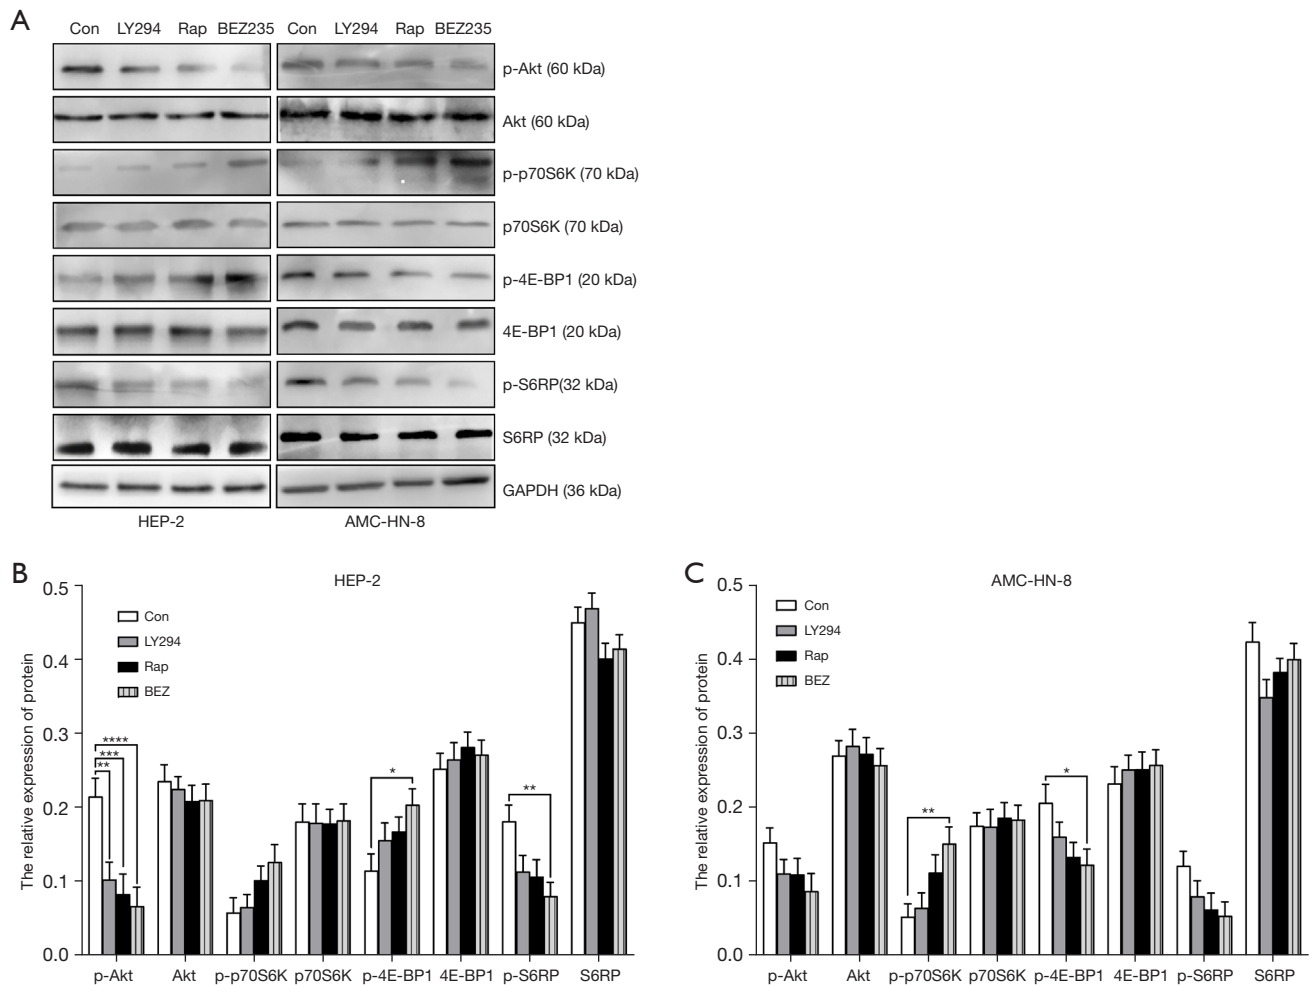 A
Con LY294 Rap BEZ235 Con LY294 Rap BEZ235
p-Akt (60 kDa)
Akt (60 kDa)
p-p70S6K (70 kDa)
p70S6K (70 kDa)
p-4E-BP1 (20 kDa)
4E-BP1 (20 kDa)
p-S6RP(32 kDa)
S6RP (32 kDa)
GAPDH (36 kDa)
HEP-2 AMC-HN-8
B
HEP-2
The relative expression of protein
0.5
0.4
0.3
0.2
0.1
0.0
Con
LY294
Rap
BEZ
****
***
**
*
**
p-Akt Akt p-p70S6K p70S6K p-4E-BP1 4E-BP1 p-S6RP S6RP
C
AMC-HN-8
The relative expression of protein
0.5
0.4
0.3
0.2
0.1
0.0
Con
LY294
Rap
BEZ
**
*
p-Akt Akt p-p70S6K p70S6K p-4E-BP1 4E-BP1 p-S6RP S6RP